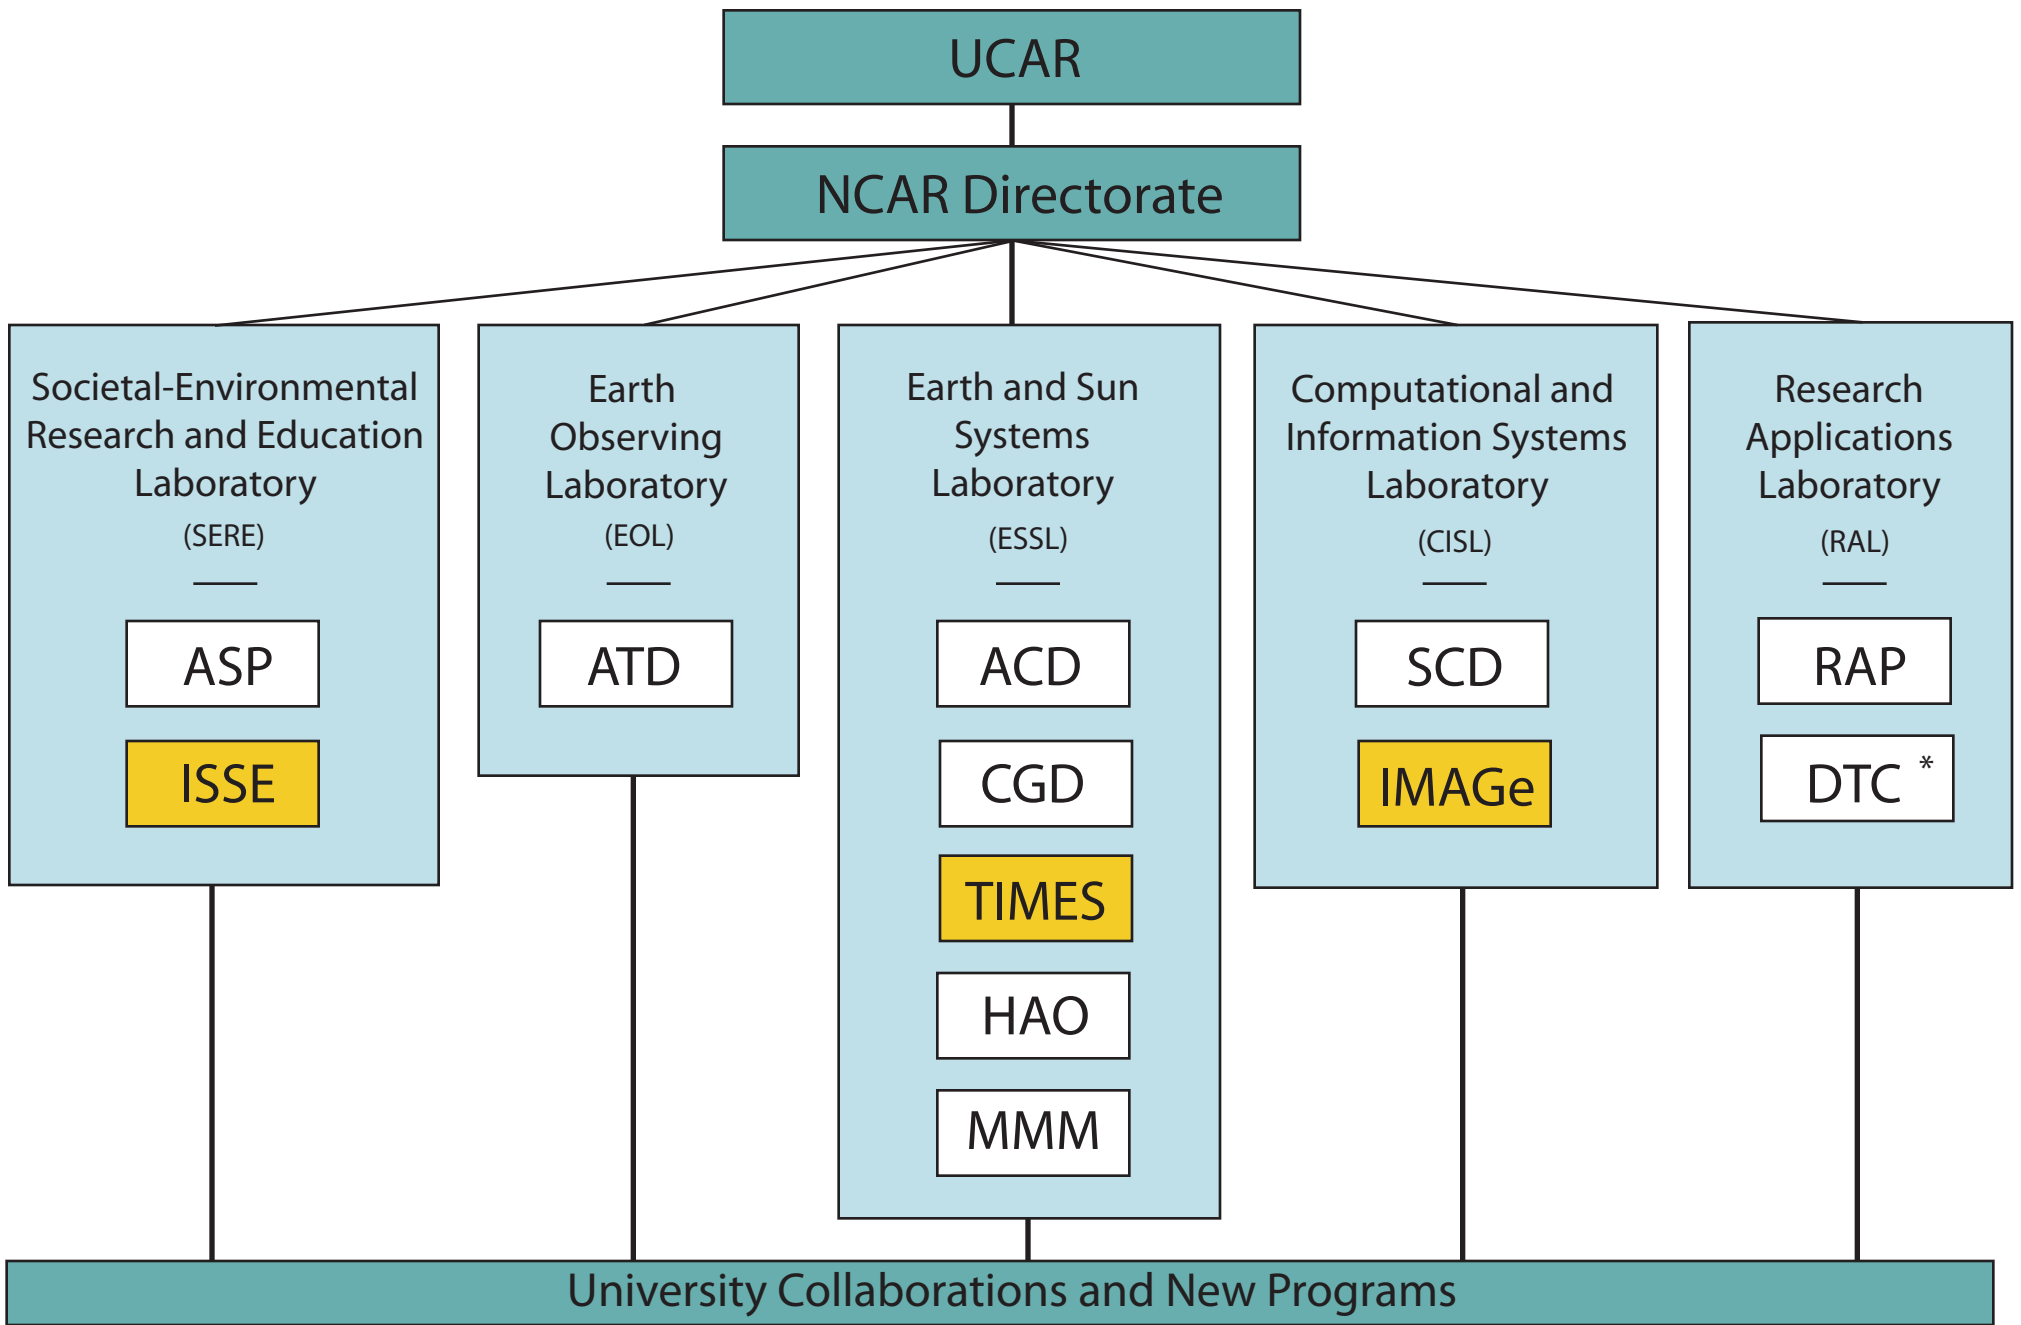 UCAR
NCAR Directorate
Societal-Environmental
Research and Education
Laboratory
(SERE)
ASP
ISSE
Earth
Observing
Laboratory
(EOL)
ATD
Earth and Sun
Systems
Laboratory
(ESSL)
ACD
CGD
TIMES
HAO
MMM
Computational and
Information Systems
Laboratory
(CISL)
SCD
IMAGe
Research
Applications
Laboratory
(RAL)
RAP
DTC *
University Collaborations and New Programs